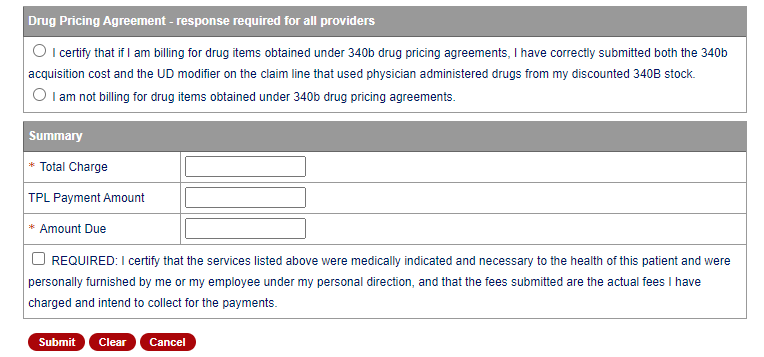 Drug Pricing Agreement - response required for all providers
I certify that if I am billing for drug items obtained under 340b drug pricing agreements, I have correctly submitted both the 340b
acquisition cost and the UD modifier on the claim line that used physician administered drugs from my discounted 340B stock.
I am not billing for drug items obtained under 340b drug pricing agreements.
Summary
* Total Charge
TPL Payment Amount
* Amount Due
REQUIRED: I certify that the services listed above were medically indicated and necessary to the health of this patient and were
personally furnished by me or my employee under my personal direction, and that the fees submitted are the actual fees I have
charged and intend to collect for the payments.
Submit Clear Cancel